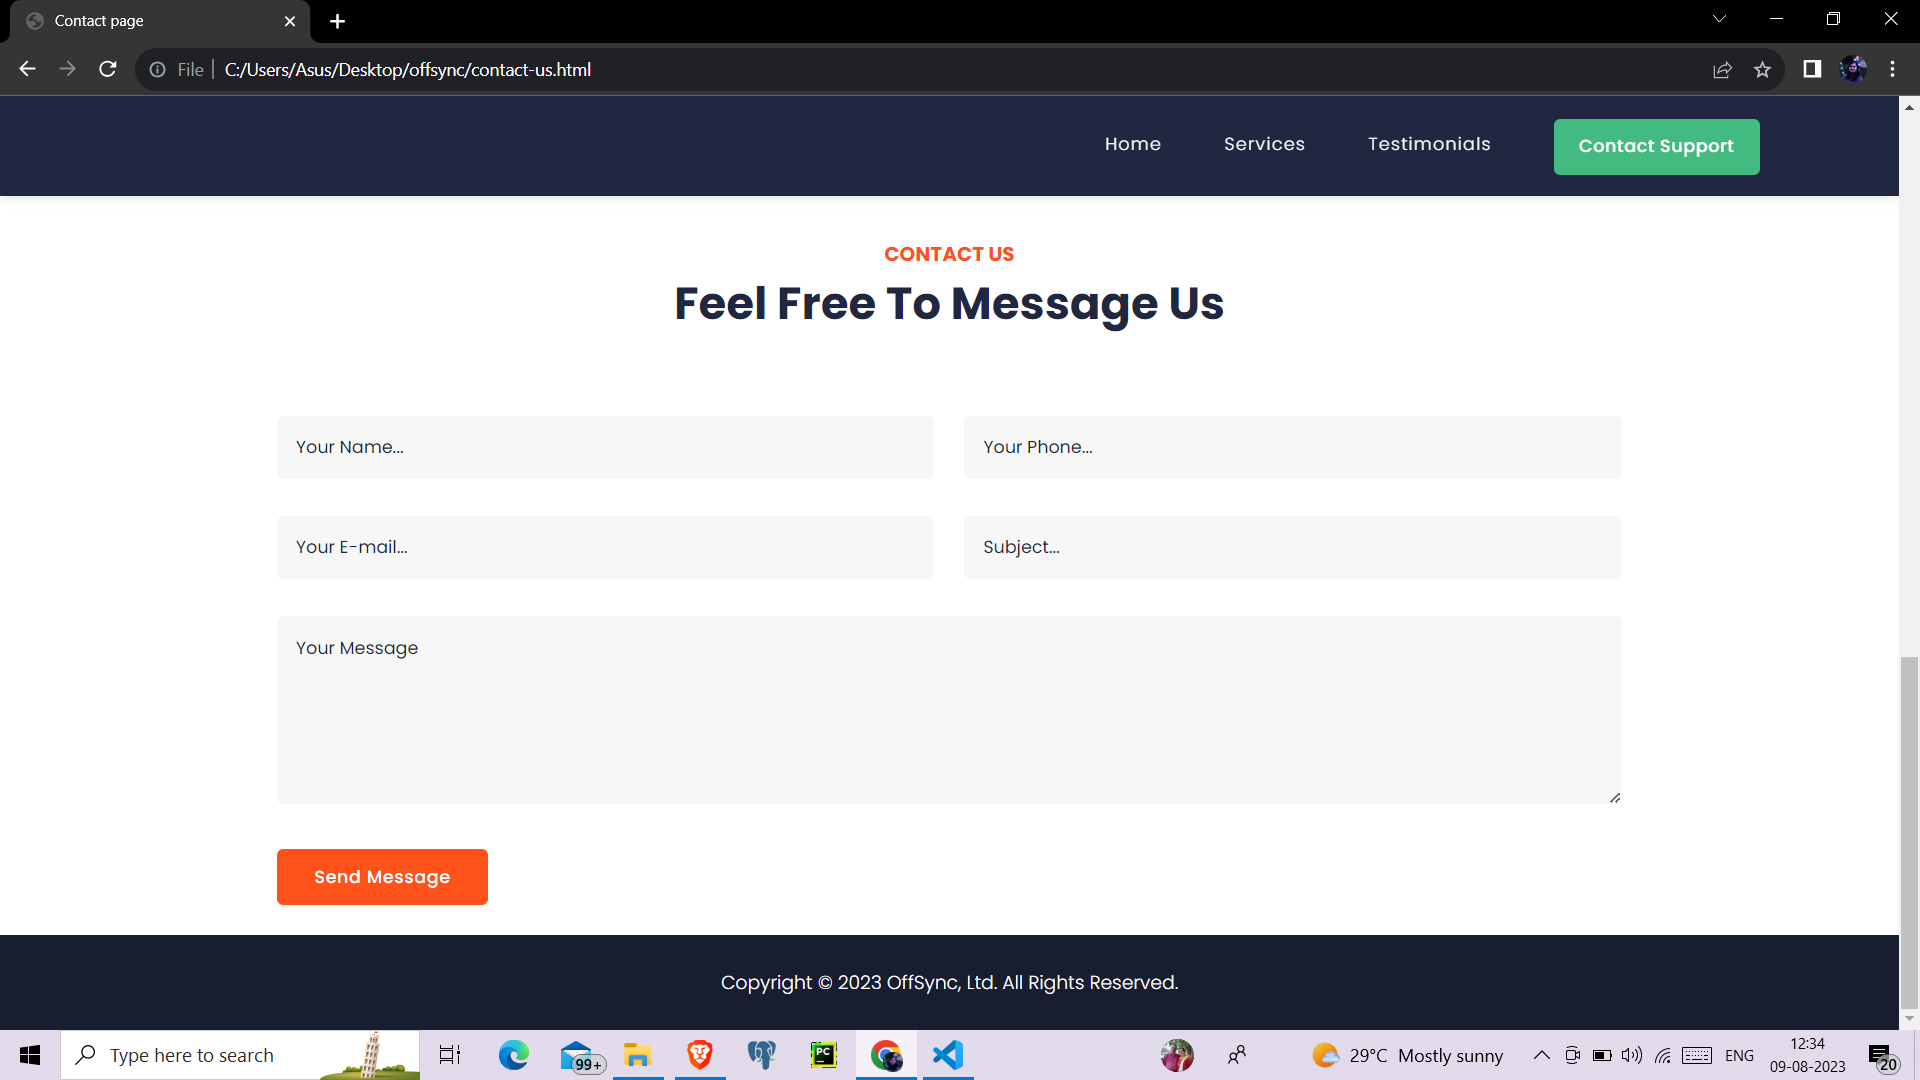 Contact page
File
C:/Users/Asus/Desktop/offsync/contact-us.html
Home Services Testimonials Contact Support
CONTACT US
Feel Free To Message Us
Your Name... Your Phone...
Your E-mail... Subject...
Your Message
Send Message
Copyright © 2023 OffSync, Ltd. All Rights Reserved.
Type here to search
99+
PC
29°C Mostly sunny
ENG
12:34
09-08-2023
20